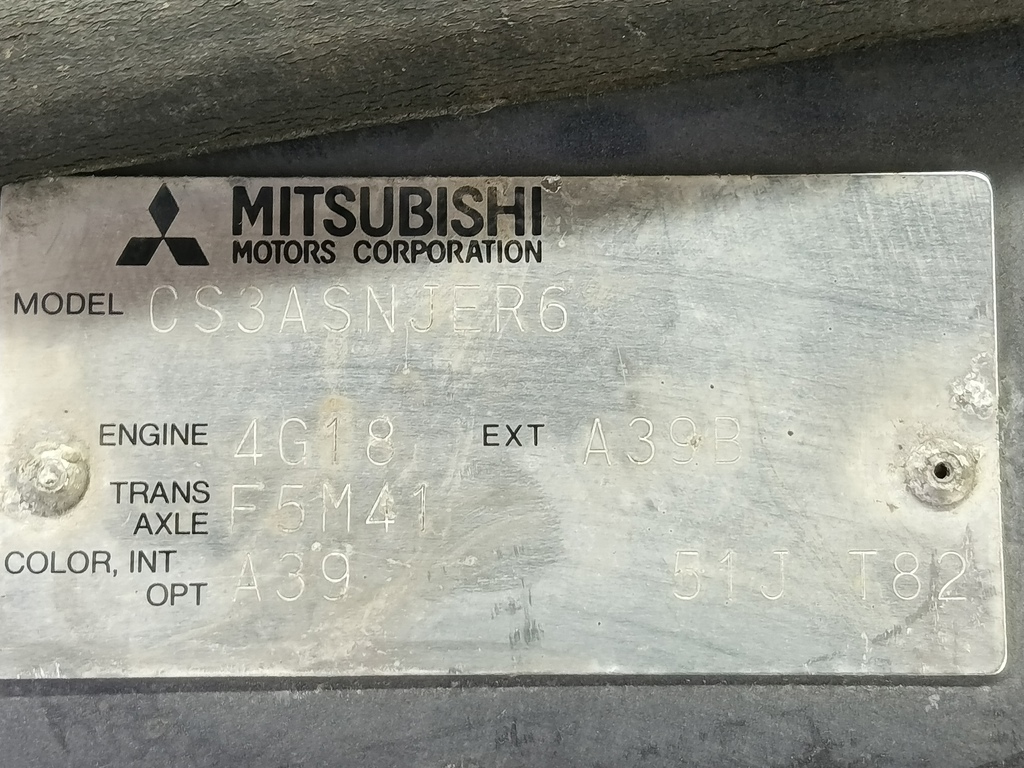 MITSUBISHI
MOTORS CORPORATION
MODEL CS3ASNJER6
ENGINE 4G18 EXT A39B
TRANS
AXLE F5M41
COLOR, INT
OPT A39 51J T82